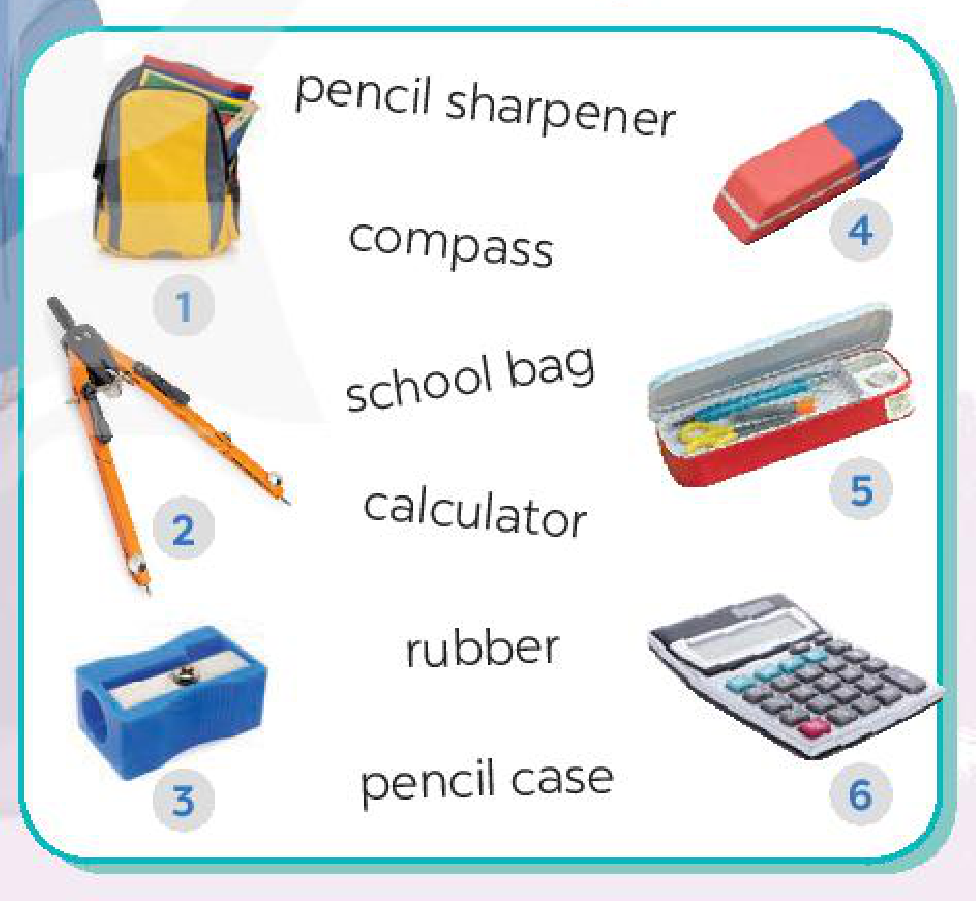 pencil sharpener
4
compass
1
school bag
5
calculator
2
rubber
pencil case
3
6